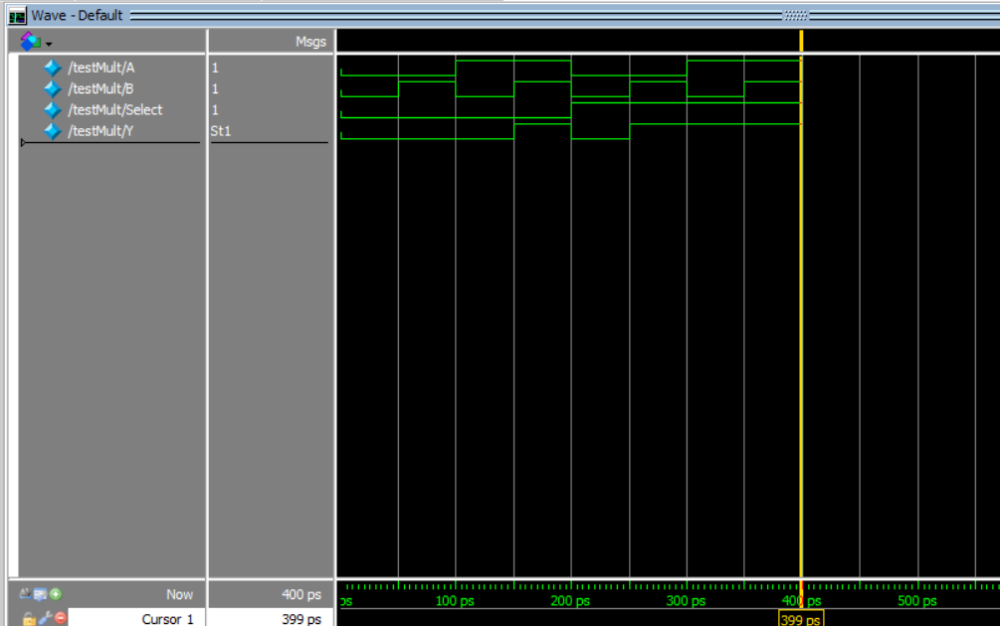 Wave - Default
Msgs
/testMult/A 1
/testMult/B 1
/testMult/Select 1
/testMult/Y St1
Now 400 ps ps 100 ps 200 ps 300 ps 400 ps 500 ps
Cursor 1 399 ps 399 ps